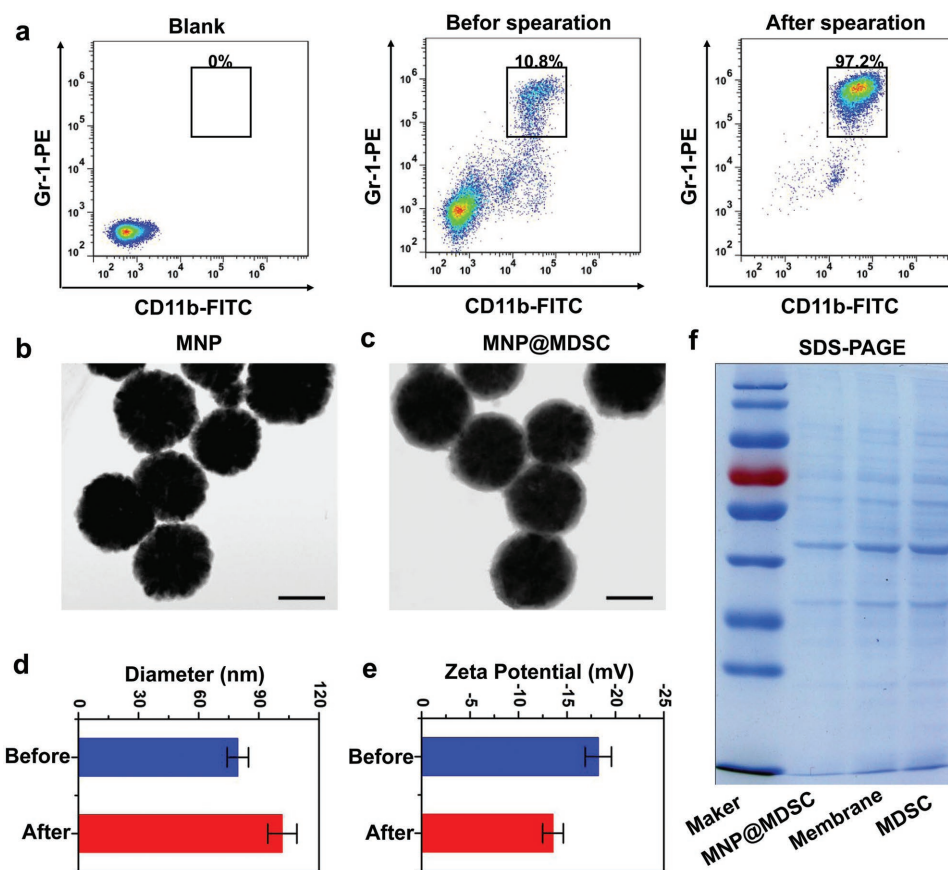 a
Blank
Befor spearation
After spearation
0%
10.8%
97.2%
Gr-1-PE
10⁶
10⁵
10⁴
10³
10²
10² 10³ 10⁴ 10⁵ 10⁶
CD11b-FITC
Gr-1-PE
10⁶
10⁵
10⁴
10³
10²
10² 10³ 10⁴ 10⁵ 10⁶
CD11b-FITC
Gr-1-PE
10⁶
10⁵
10⁴
10³
10²
10² 10³ 10⁴ 10⁵ 10⁶
CD11b-FITC
b
MNP
c
MNP@MDSC
f
SDS-PAGE
Maker
MNP@MDSC
Membrane
MDSC
d
Diameter (nm)
0 30 60 90 120
Before
After
e
Zeta Potential (mV)
0 -5 -10 -15 -20 -25
Before
After